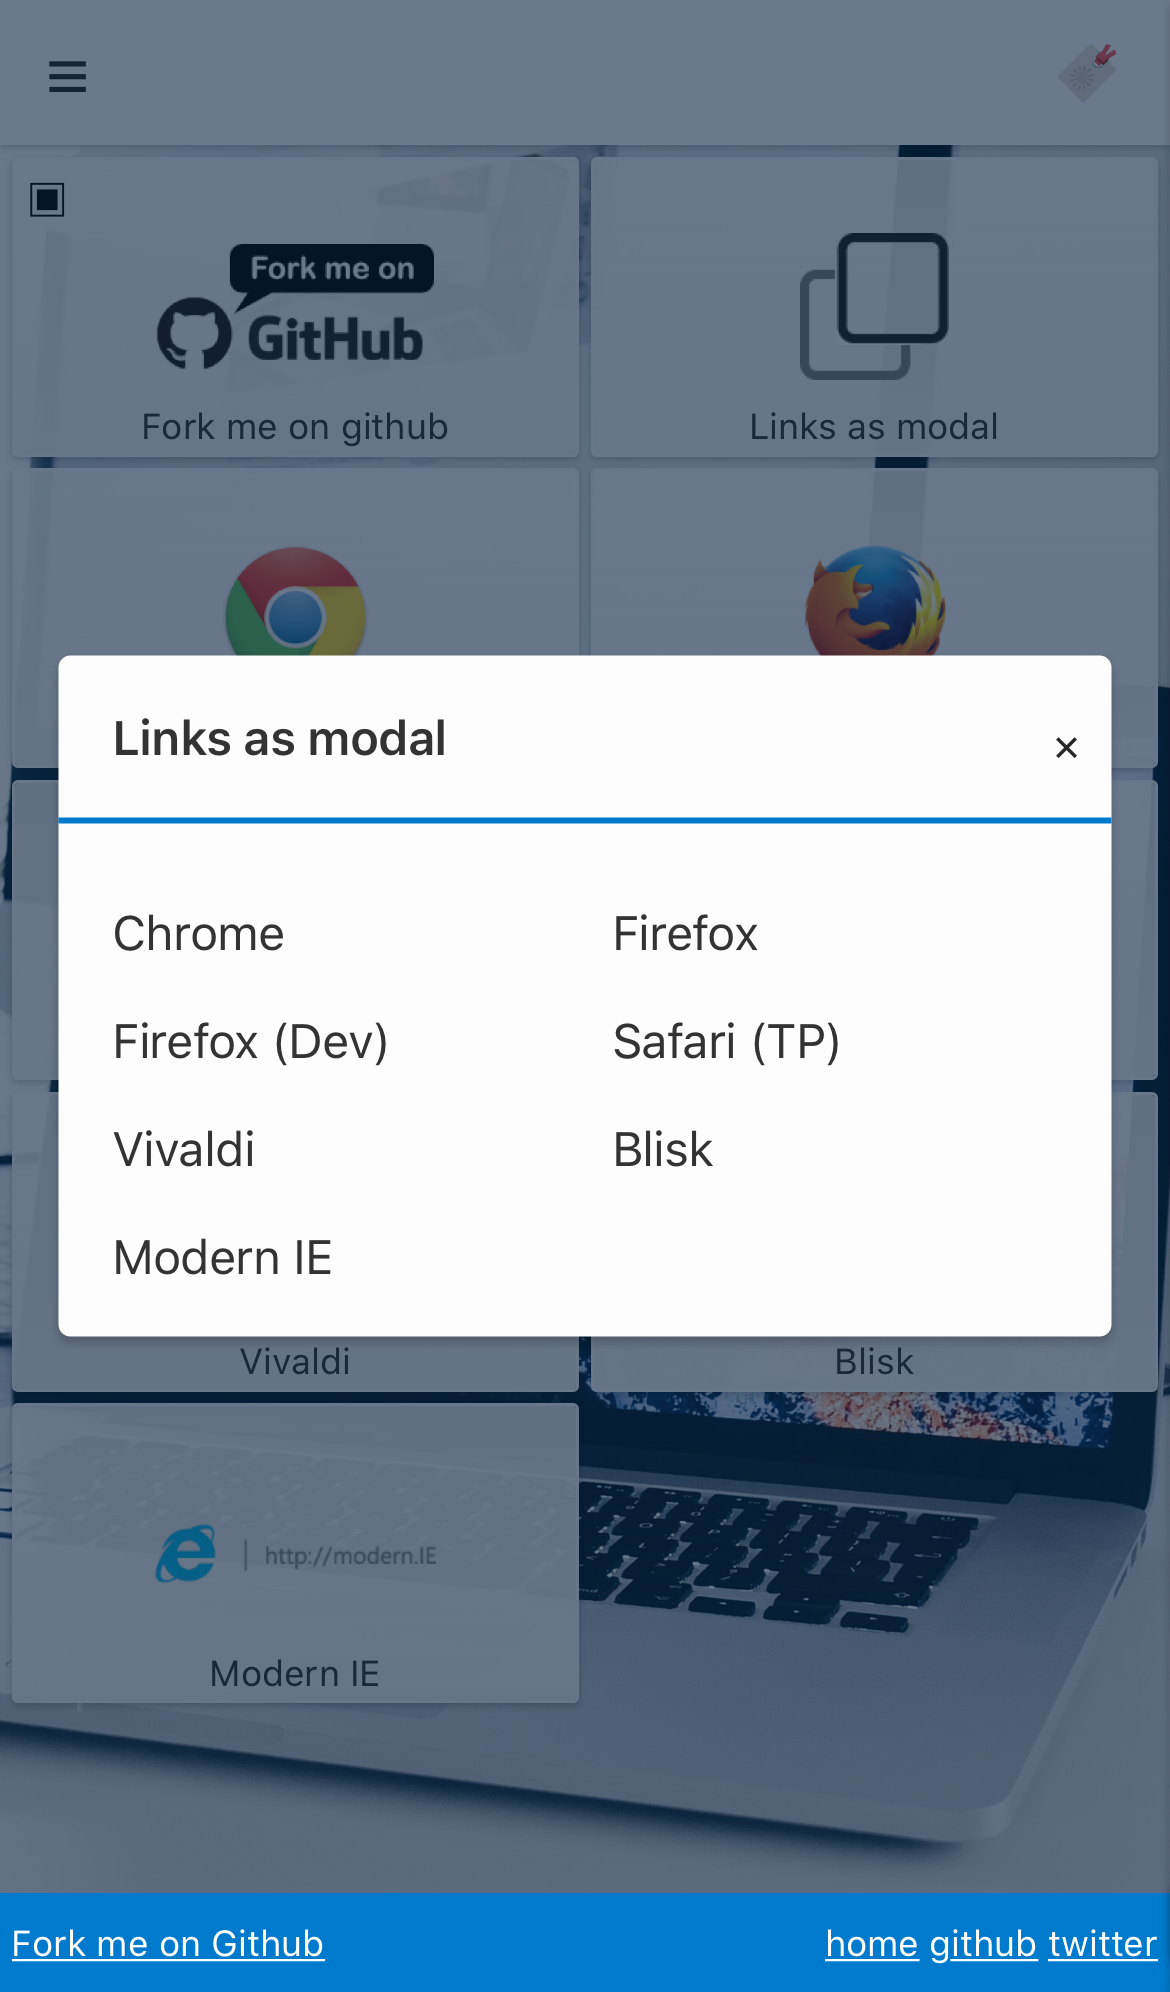 Fork me on
GitHub
Fork me on github
Links as modal
Links as modal
×
Chrome
Firefox
Firefox (Dev)
Safari (TP)
Vivaldi
Blisk
Modern IE
Vivaldi
Blisk
http://modern.IE
Modern IE
Fork me on Github
home github twitter